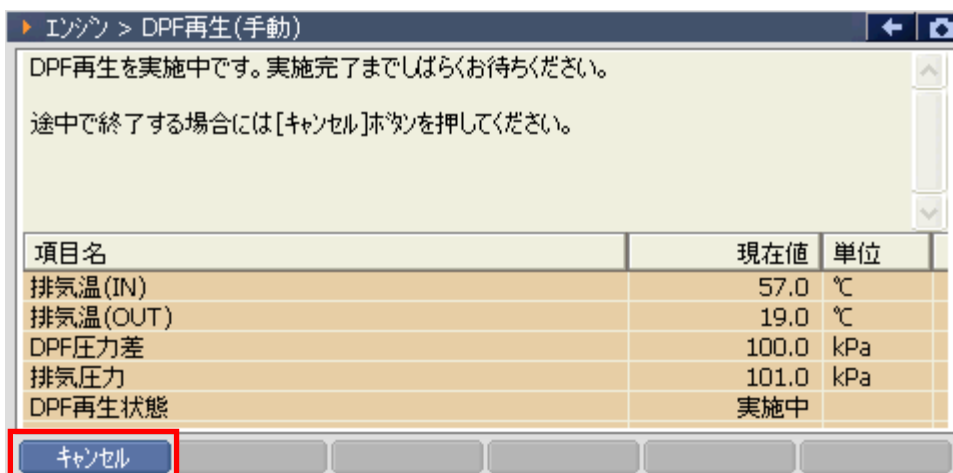 エンジン > DPF再生(手動)
DPF再生を実施中です。実施完了までしばらくお待ちください。
途中で終了する場合には[キャンセル]ボタンを押してください。
項目名 現在値 単位
排気温(IN) 57.0 ℃
排気温(OUT) 19.0 ℃
DPF圧力差 100.0 kPa
排気圧力 101.0 kPa
DPF再生状態 実施中
キャンセル